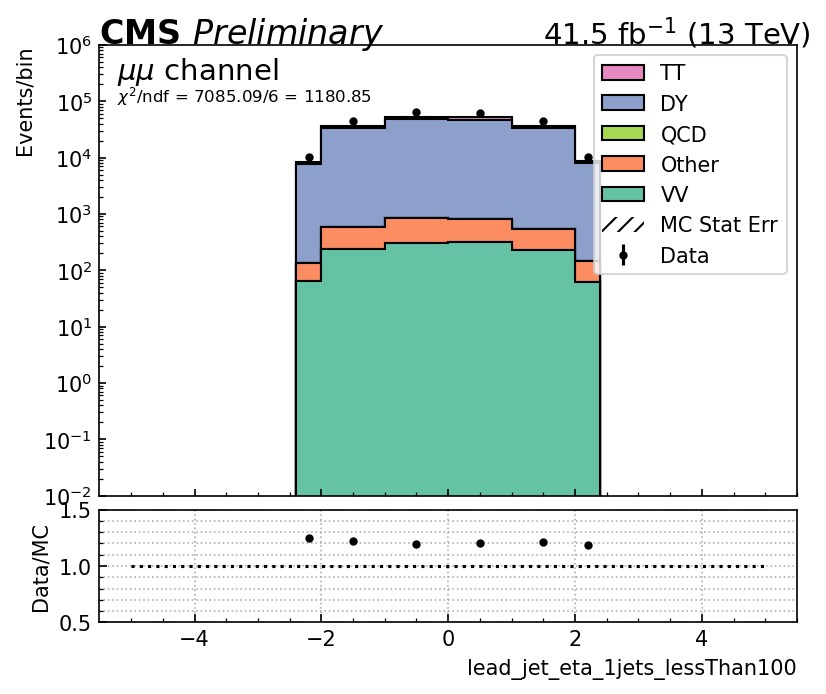 CMS Preliminary 41.5 fb⁻¹ (13 TeV)
μμ channel
χ²/ndf = 7085.09/6 = 1180.85
Events/bin
10⁶
10⁵
10⁴
10³
10²
10¹
10⁰
10⁻¹
10⁻²
TT
DY
QCD
Other
VV
MC Stat Err
Data
Data/MC
1.5
1.0
0.5
−4 −2 0 2 4
lead_jet_eta_1jets_lessThan100